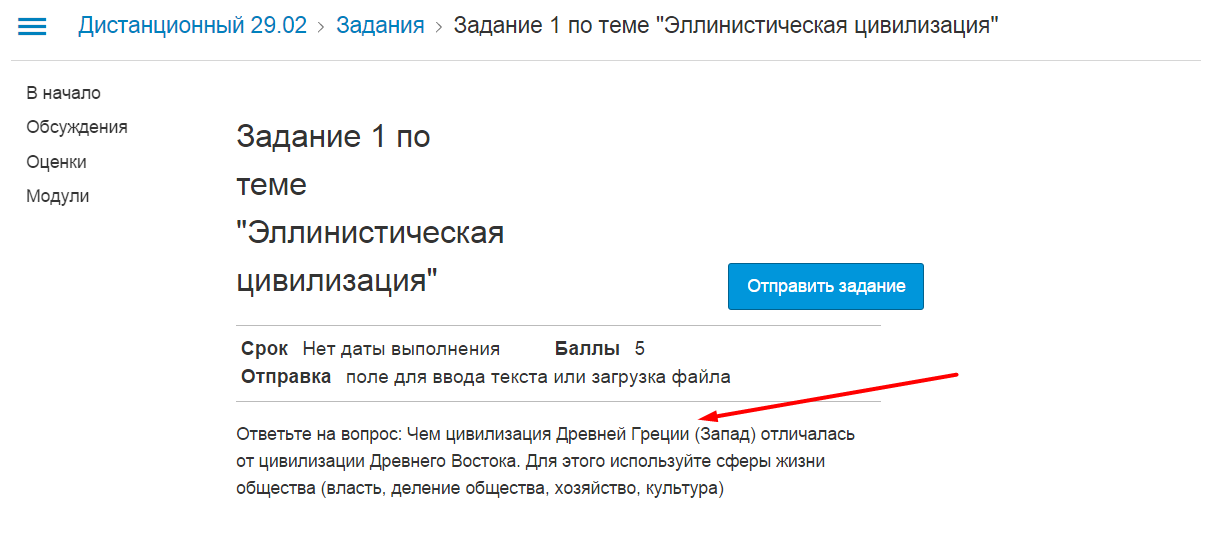 Дистанционный 29.02 › Задания › Задание 1 по теме "Эллинистическая цивилизация"
В начало
Обсуждения
Оценки
Модули
Задание 1 по
теме
"Эллинистическая
цивилизация"
Отправить задание
Срок Нет даты выполнения Баллы 5
Отправка поле для ввода текста или загрузка файла
Ответьте на вопрос: Чем цивилизация Древней Греции (Запад) отличалась
от цивилизации Древнего Востока. Для этого используйте сферы жизни
общества (власть, деление общества, хозяйство, культура)